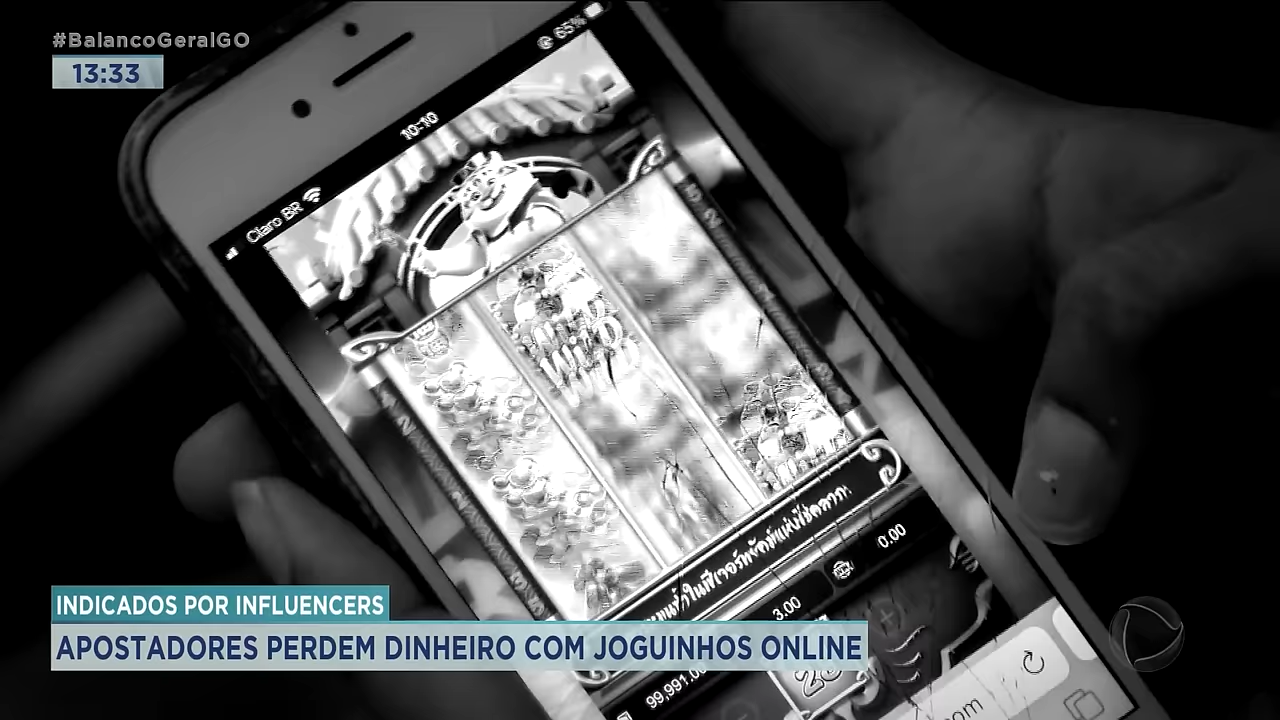 #BalancoGeralGO
13:33
65%
10:10
Claro BR
WILD
0.00
3.00
INDICADOS POR INFLUENCERS
APOSTADORES PERDEM DINHEIRO COM JOGUINHOS ONLINE